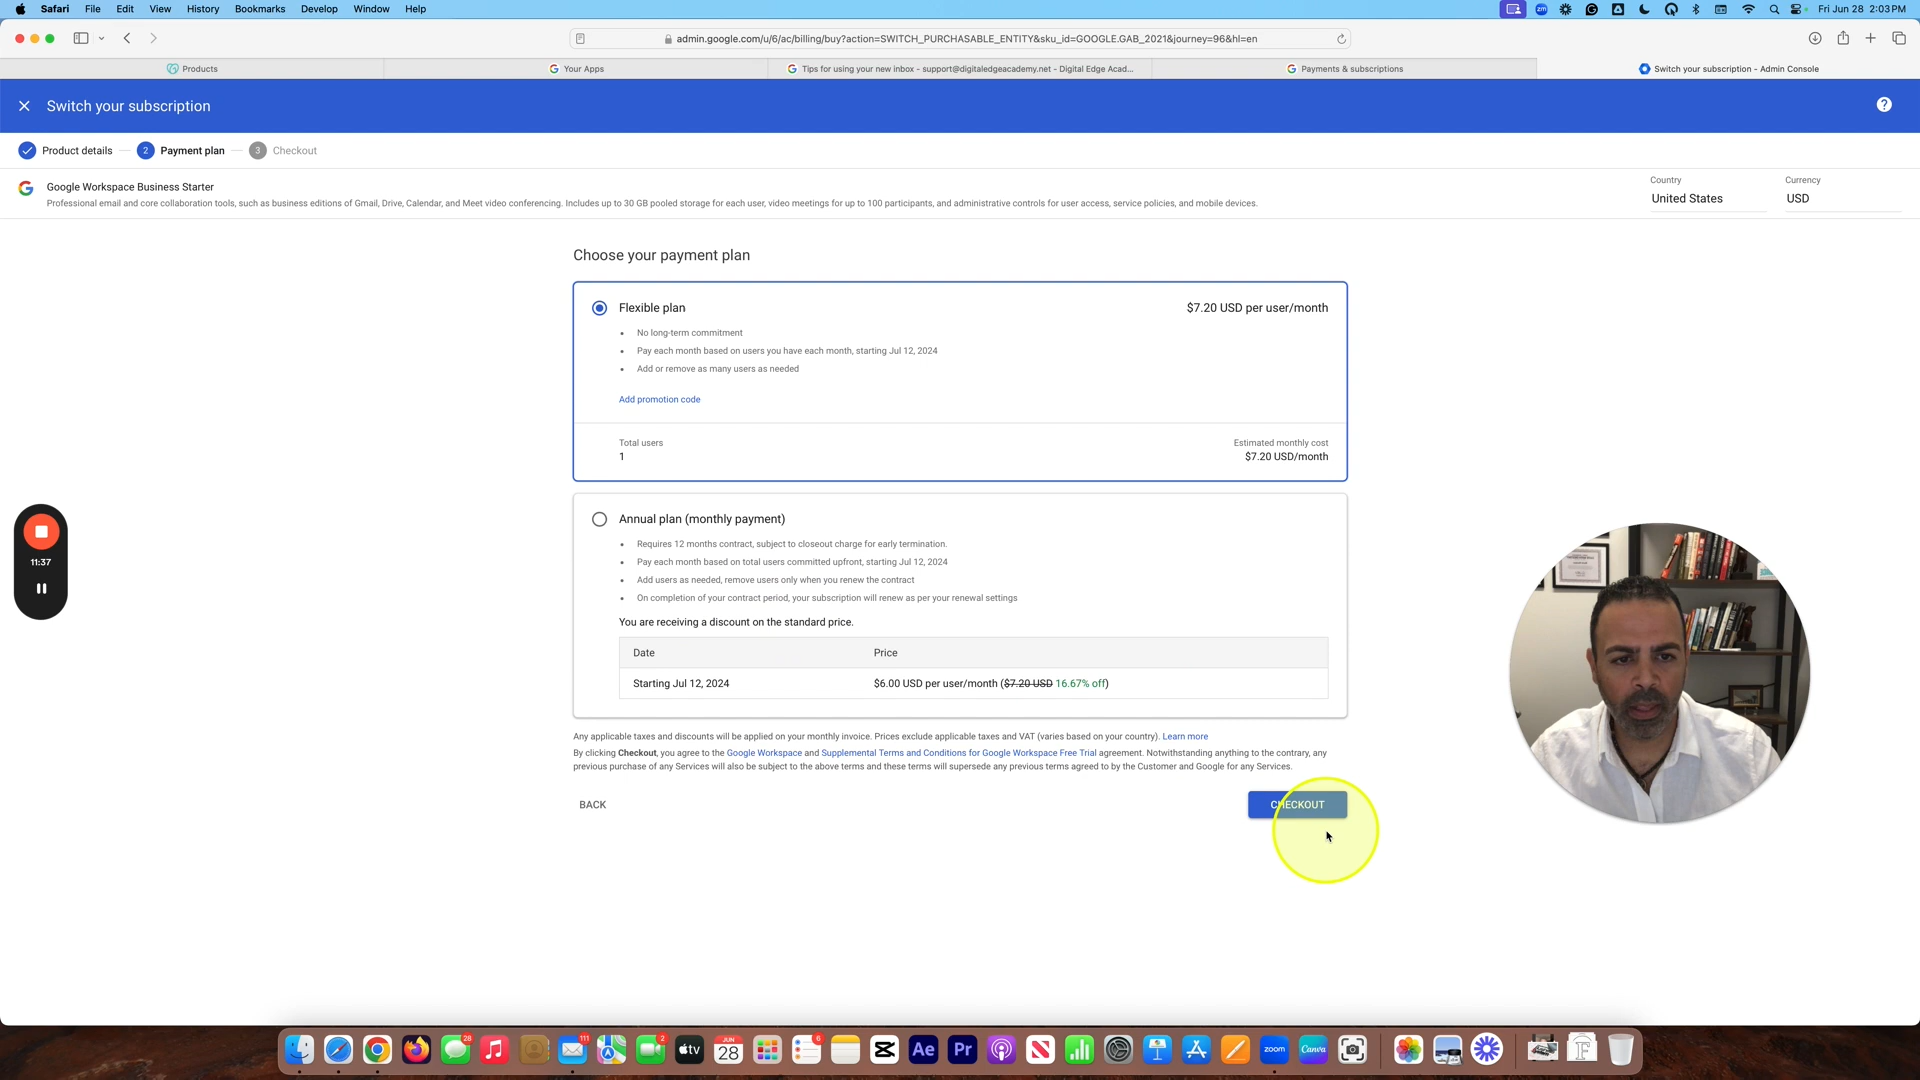 Safari File Edit View History Bookmarks Develop Window Help
zm
Fri Jun 28 2:03 PM
admin.google.com/u/6/ac/billing/buy?action=SWITCH_PURCHASABLE_ENTITY&sku_id=GOOGLE.GAB_2021&journey=96&hl=en
Products
Your Apps
Tips for using your new inbox - support@digitaledgeacademy.net - Digital Edge Acad...
Payments & subscriptions
Switch your subscription - Admin Console
Switch your subscription
Product details
2 Payment plan
3 Checkout
Google Workspace Business Starter
Professional email and core collaboration tools, such as business editions of Gmail, Drive, Calendar, and Meet video conferencing. Includes up to 30 GB pooled storage for each user, video meetings for up to 100 participants, and administrative controls for user access, service policies, and mobile devices.
Country
United States
Currency
USD
Choose your payment plan
Flexible plan
$7.20 USD per user/month
• No long-term commitment
• Pay each month based on users you have each month, starting Jul 12, 2024
• Add or remove as many users as needed
Add promotion code
Total users
1
Estimated monthly cost
$7.20 USD/month
Annual plan (monthly payment)
• Requires 12 months contract, subject to closeout charge for early termination.
• Pay each month based on total users committed upfront, starting Jul 12, 2024
• Add users as needed, remove users only when you renew the contract
• On completion of your contract period, your subscription will renew as per your renewal settings
You are receiving a discount on the standard price.
Date Price
Starting Jul 12, 2024 $6.00 USD per user/month ($7.20 USD 16.67% off)
Any applicable taxes and discounts will be applied on your monthly invoice. Prices exclude applicable taxes and VAT (varies based on your country). Learn more
By clicking Checkout, you agree to the Google Workspace and Supplemental Terms and Conditions for Google Workspace Free Trial agreement. Notwithstanding anything to the contrary, any
previous purchase of any Services will also be subject to the above terms and these terms will supersede any previous terms agreed to by the Customer and Google for any Services.
BACK
CHECKOUT
11:37
28
111
2
tv
JUN
28
6
Ae
Pr
zoom
Canva